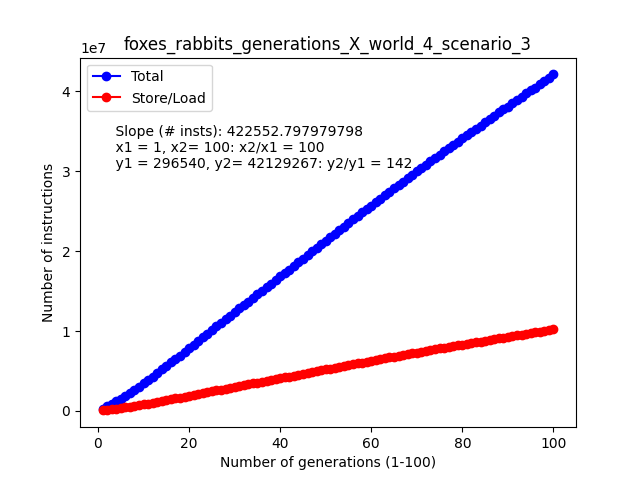 foxes_rabbits_generations_X_world_4_scenario_3
1e7
Total
Store/Load
Slope (# insts): 422552.797979798
x1 = 1, x2= 100: x2/x1 = 100
y1 = 296540, y2= 42129267: y2/y1 = 142
4
3
2
1
0
Number of instructions
0 20 40 60 80 100
Number of generations (1-100)